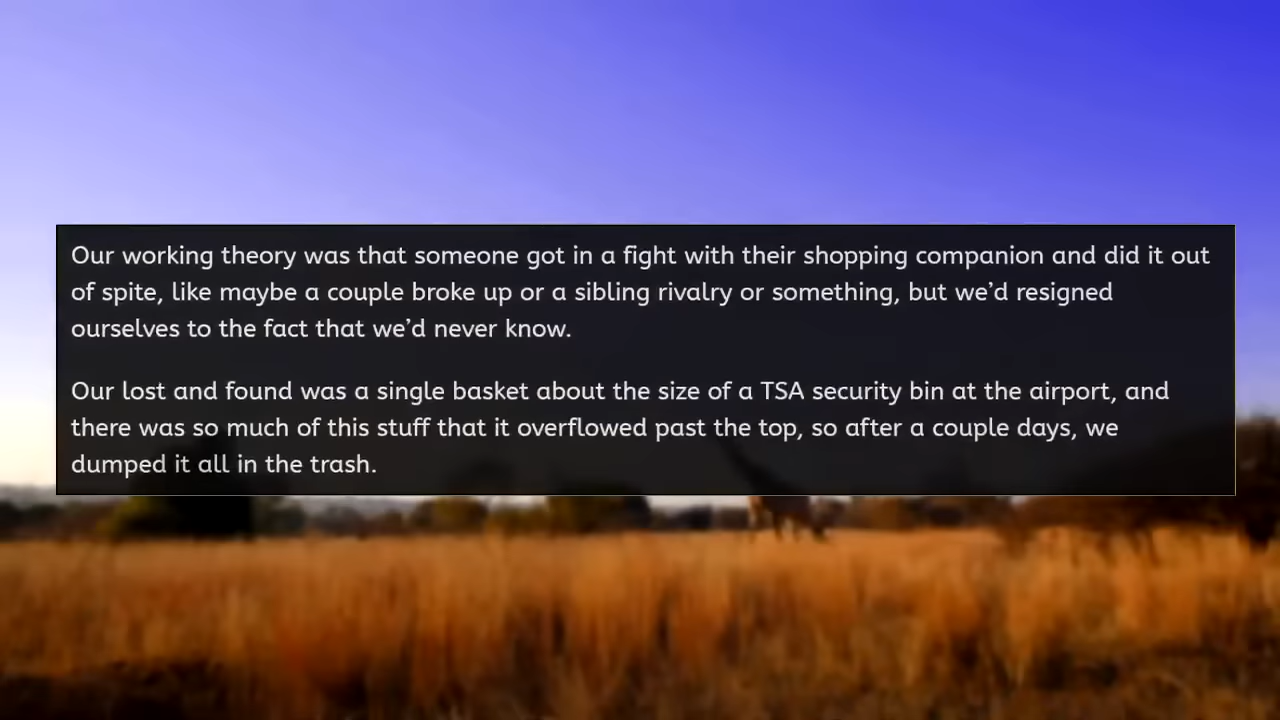 Our working theory was that someone got in a fight with their shopping companion and did it out
of spite, like maybe a couple broke up or a sibling rivalry or something, but we’d resigned
ourselves to the fact that we’d never know.
Our lost and found was a single basket about the size of a TSA security bin at the airport, and
there was so much of this stuff that it overflowed past the top, so after a couple days, we
dumped it all in the trash.